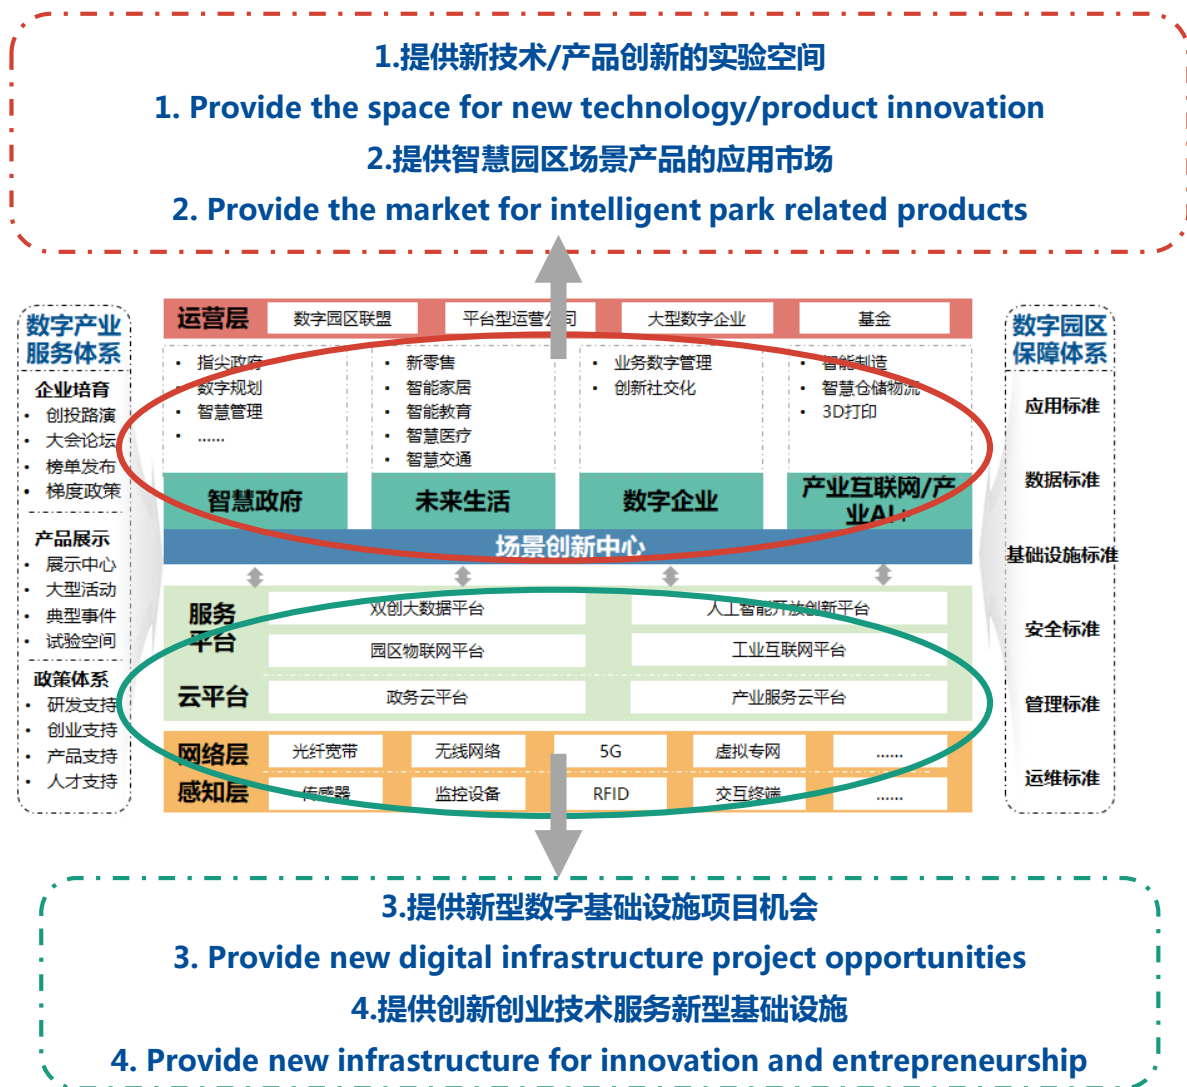 1.提供新技术/产品创新的实验空间
1. Provide the space for new technology/product innovation
2.提供智慧园区场景产品的应用市场
2. Provide the market for intelligent park related products
数字产业
服务体系
企业培育
• 创投路演
• 大会论坛
• 榜单发布
• 梯度政策
产品展示
• 展示中心
• 大型活动
• 典型事件
• 试验空间
政策体系
• 研发支持
• 创业支持
• 产品支持
• 人才支持
运营层
数字园区联盟
平台型运营公司
大型数字企业
基金
• 指尖政府
• 数字规划
• 智慧管理
• ......
智慧政府
• 新零售
• 智能家居
• 智能教育
• 智慧医疗
• 智慧交通
未来生活
• 业务数字管理
• 创新社交化
数字企业
• 智能制造
• 智慧仓储物流
• 3D打印
产业互联网/产
业AI+
场景创新中心
服务
平台
双创大数据平台
人工智能开放创新平台
园区物联网平台
工业互联网平台
云平台
政务云平台
产业服务云平台
网络层
光纤宽带
无线网络
5G
虚拟专网
......
感知层
传感器
监控设备
RFID
交互终端
......
数字园区
保障体系
应用标准
数据标准
基础设施标准
安全标准
管理标准
运维标准
3.提供新型数字基础设施项目机会
3. Provide new digital infrastructure project opportunities
4.提供创新创业技术服务新型基础设施
4. Provide new infrastructure for innovation and entrepreneurship